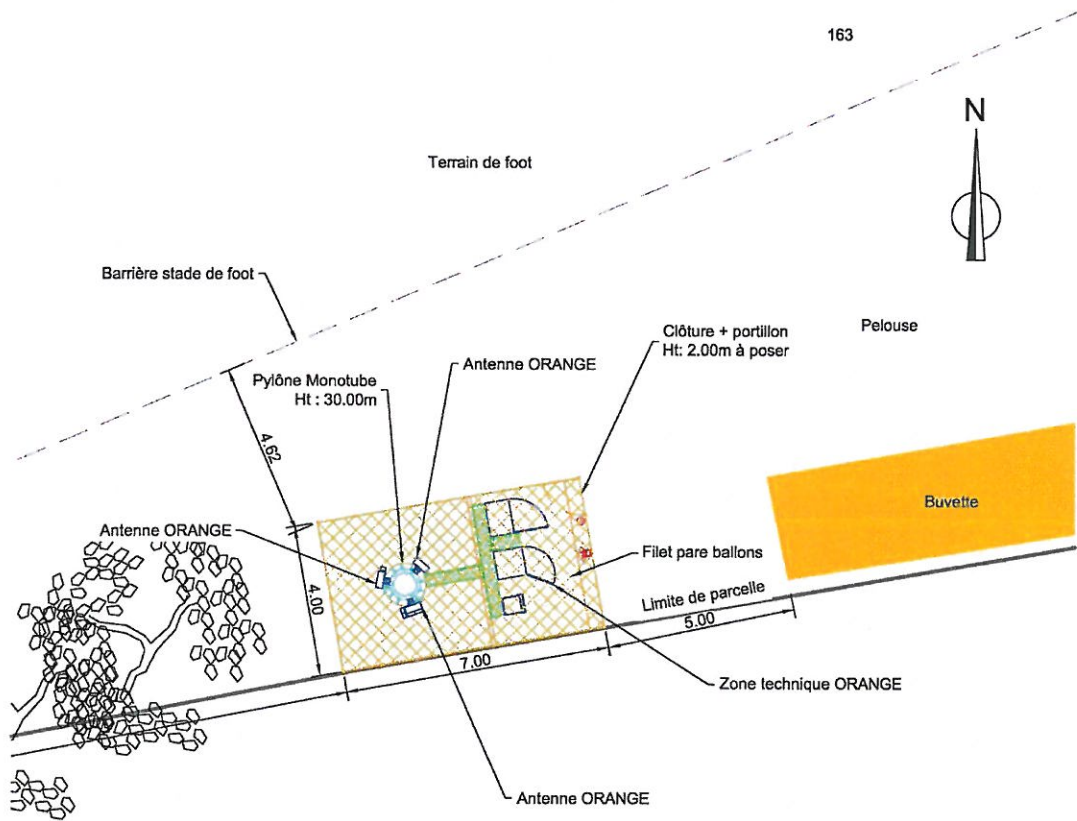 163
N
Terrain de foot
Barrière stade de foot
Clôture + portillon
Ht: 2.00m à poser
Pelouse
Antenne ORANGE
Pylône Monotube
Ht : 30.00m
4.62
Buvette
Antenne ORANGE
Filet pare ballons
4.00
Limite de parcelle
5.00
7.00
Zone technique ORANGE
Antenne ORANGE